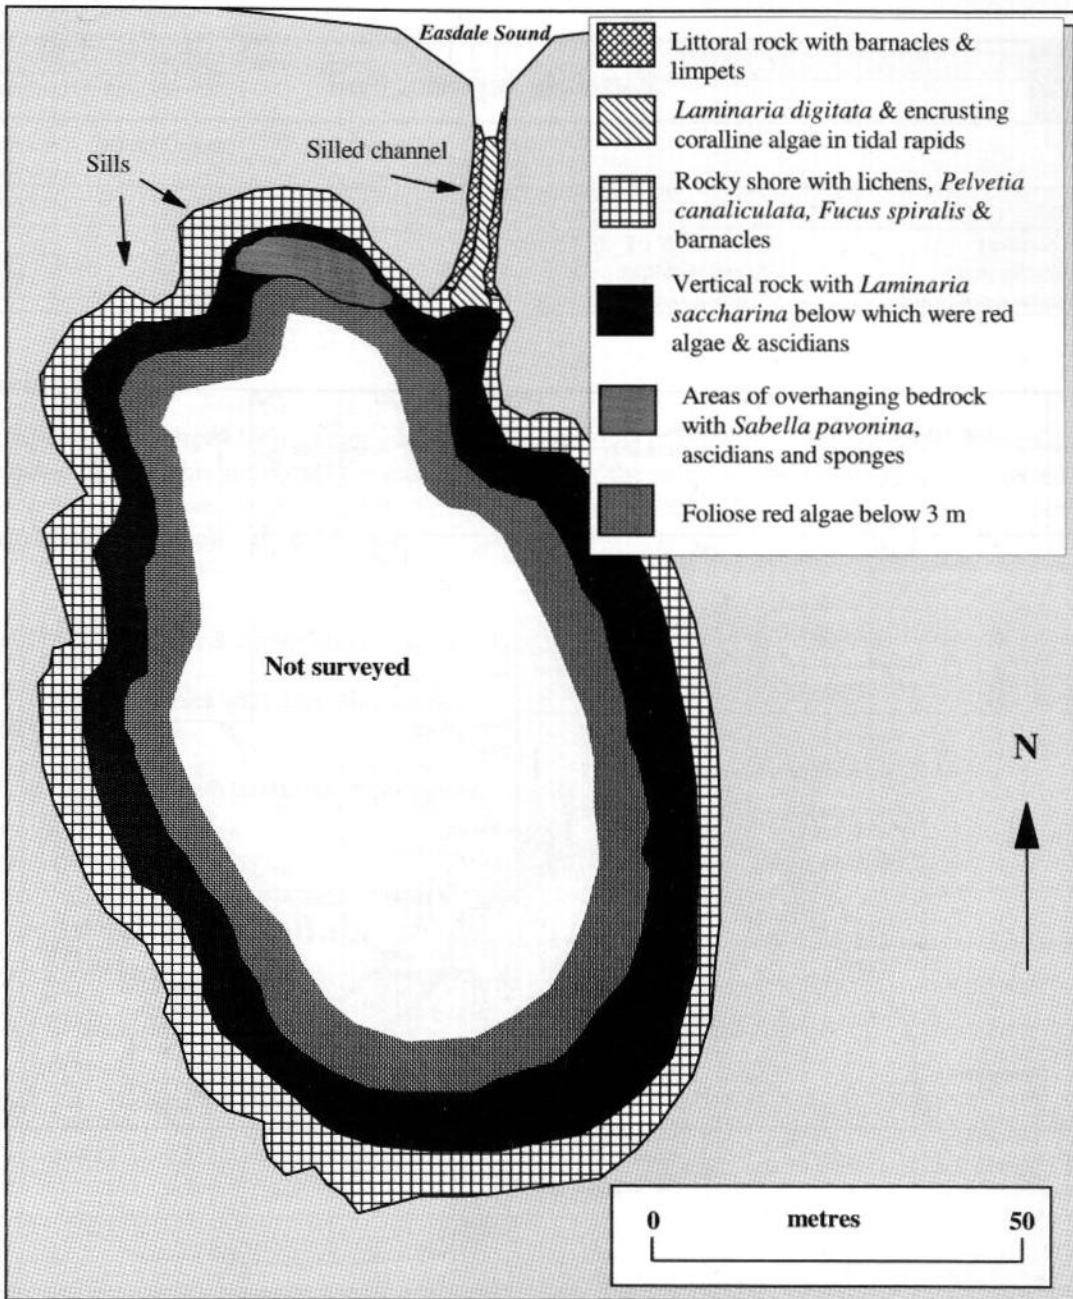 Easdale Sound
Littoral rock with barnacles &
limpets
Laminaria digitata & encrusting
coralline algae in tidal rapids
Silled channel
Sills
Rocky shore with lichens, Pelvetia
canaliculata, Fucus spiralis &
barnacles
Vertical rock with Laminaria
saccharina below which were red
algae & ascidians
Areas of overhanging bedrock
with Sabella pavonina,
ascidians and sponges
Foliose red algae below 3 m
Not surveyed
N
0 metres 50